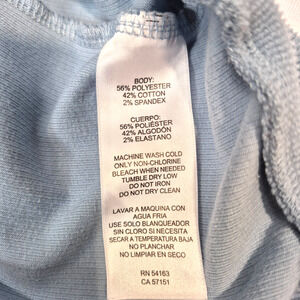 BODY:
56% POLYESTER
42% COTTON
2% SPANDEX
CUERPO:
56% POLIÉSTER
42% ALGODÓN
2% ELASTANO
MACHINE WASH COLD
ONLY NON-CHLORINE
BLEACH WHEN NEEDED
TUMBLE DRY LOW
DO NOT IRON
DO NOT DRY CLEAN
LAVAR A MAQUINA CON
AGUA FRIA
USE SOLO BLANQUEADOR
SIN CLORO SI NECESITA
SECAR A TEMPERATURA BAJA
NO PLANCHAR
NO LIMPIAR EN SECO
RN 54163
CA 57151